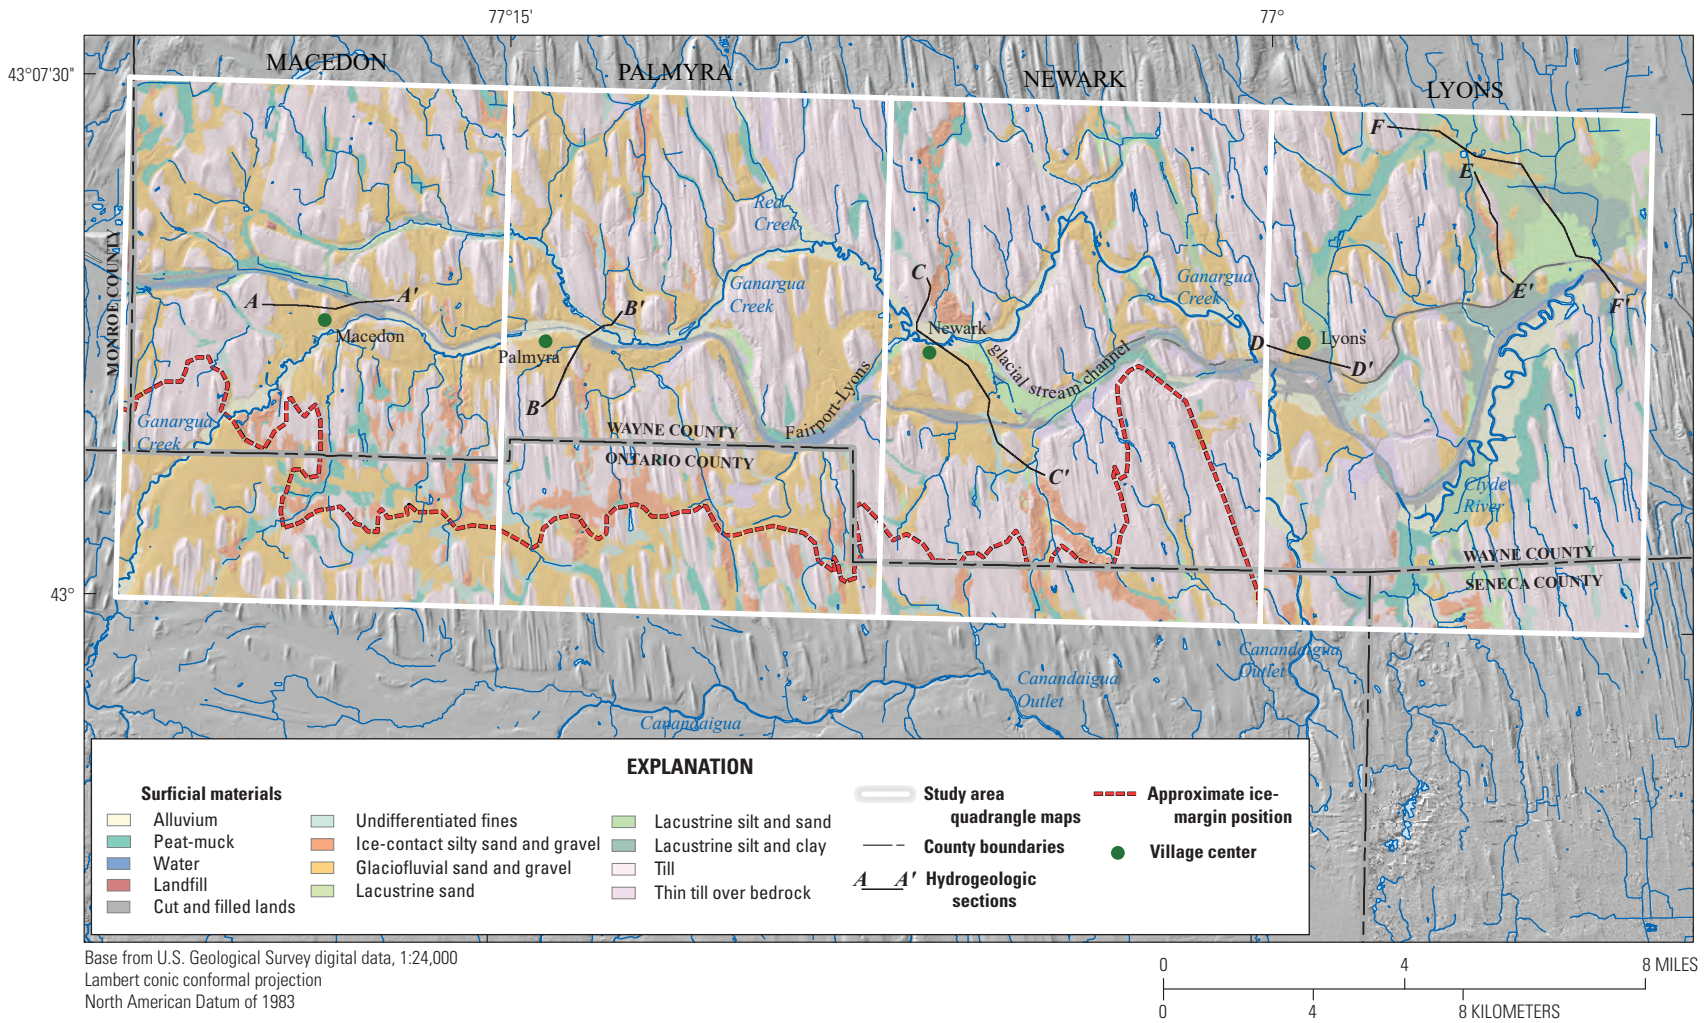 77°15'
77°
43°07'30"
MACEDON
PALMYRA
NEWARK
LYONS
F
E
Red
Creek
MONROE COUNTY
C
Ganargua
Creek
Ganargua
Creek
A
A'
B'
E'
F'
Macedon
Newark
Palmyra
D
Lyons
D'
glacial stream channel
Fairport-Lyons
B
Ganargua
Creek
WAYNE COUNTY
ONTARIO COUNTY
C'
Clyde
River
WAYNE COUNTY
SENECA COUNTY
43°
Canandaigua
Outlet
Canandaigua
Outlet
Canandaigua
EXPLANATION
Surficial materials
Alluvium
Peat-muck
Water
Landfill
Cut and filled lands
Undifferentiated fines
Ice-contact silty sand and gravel
Glaciofluvial sand and gravel
Lacustrine sand
Lacustrine silt and sand
Lacustrine silt and clay
Till
Thin till over bedrock
Study area
quadrangle maps
County boundaries
A A' Hydrogeologic
sections
Approximate ice-
margin position
Village center
Base from U.S. Geological Survey digital data, 1:24,000
Lambert conic conformal projection
North American Datum of 1983
0 4 8 MILES
0 4 8 KILOMETERS